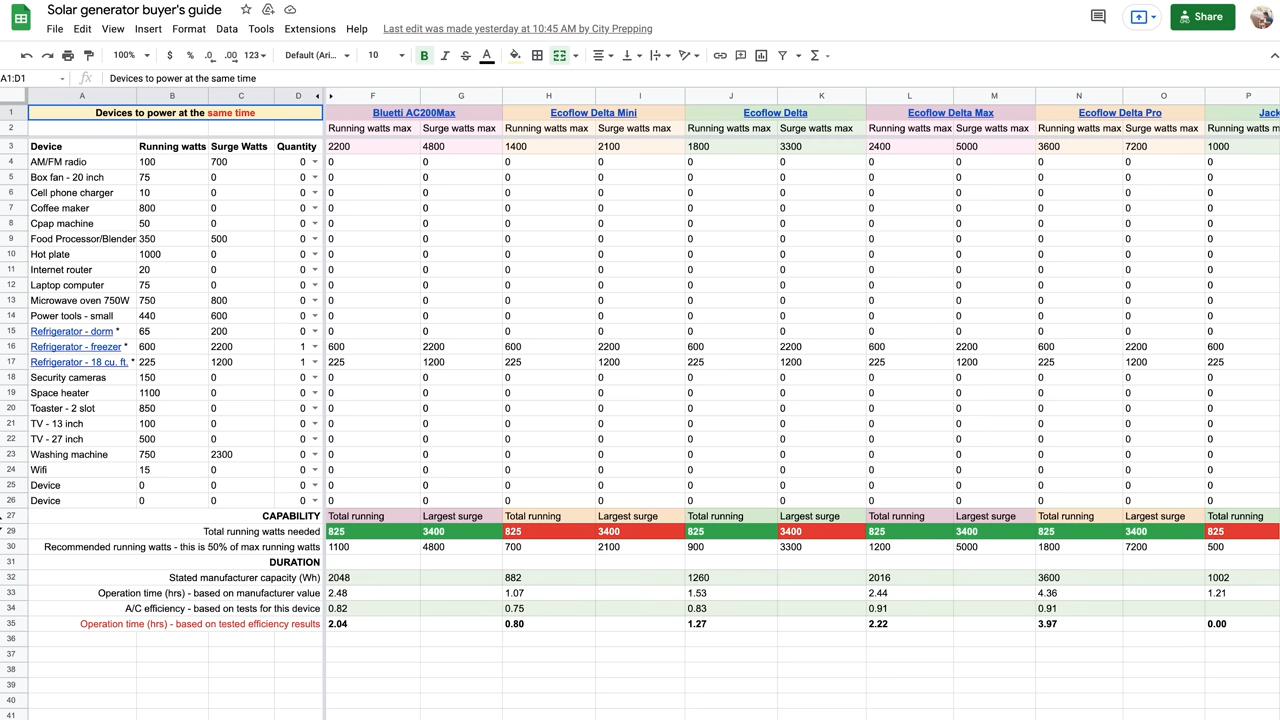 Solar generator buyer's guide
File Edit View Insert Format Data Tools Extensions Help Last edit was made yesterday at 10:45 AM by City Prepping
Share
100% $ % .0 .00 123 Default (Ari... 10 B I S A
A1:D1 fx Devices to power at the same time
A B C D F G H I J K L M N O P
1 Devices to power at the same time Bluetti AC200Max Ecoflow Delta Mini Ecoflow Delta Ecoflow Delta Max Ecoflow Delta Pro Jack
2 Running watts max Surge watts max Running watts max Surge watts max Running watts max Surge watts max Running watts max Surge watts max Running watts max Surge watts max Running watts m
3 Device Running watts Surge Watts Quantity 2200 4800 1400 2100 1800 3300 2400 5000 3600 7200 1000
4 AM/FM radio 100 700 0 0 0 0 0 0 0 0 0 0 0 0
5 Box fan - 20 inch 75 0 0 0 0 0 0 0 0 0 0 0 0 0
6 Cell phone charger 10 0 0 0 0 0 0 0 0 0 0 0 0 0
7 Coffee maker 800 0 0 0 0 0 0 0 0 0 0 0 0 0
8 Cpap machine 50 0 0 0 0 0 0 0 0 0 0 0 0 0
9 Food Processor/Blender 350 500 0 0 0 0 0 0 0 0 0 0 0 0
10 Hot plate 1000 0 0 0 0 0 0 0 0 0 0 0 0 0
11 Internet router 20 0 0 0 0 0 0 0 0 0 0 0 0 0
12 Laptop computer 75 0 0 0 0 0 0 0 0 0 0 0 0 0
13 Microwave oven 750W 750 800 0 0 0 0 0 0 0 0 0 0 0 0
14 Power tools - small 440 600 0 0 0 0 0 0 0 0 0 0 0 0
15 Refrigerator - dorm * 65 200 0 0 0 0 0 0 0 0 0 0 0 0
16 Refrigerator - freezer * 600 2200 1 600 2200 600 2200 600 2200 600 2200 600 2200 600
17 Refrigerator - 18 cu. ft. * 225 1200 1 225 1200 225 1200 225 1200 225 1200 225 1200 225
18 Security cameras 150 0 0 0 0 0 0 0 0 0 0 0 0 0
19 Space heater 1100 0 0 0 0 0 0 0 0 0 0 0 0 0
20 Toaster - 2 slot 850 0 0 0 0 0 0 0 0 0 0 0 0 0
21 TV - 13 inch 100 0 0 0 0 0 0 0 0 0 0 0 0 0
22 TV - 27 inch 500 0 0 0 0 0 0 0 0 0 0 0 0 0
23 Washing machine 750 2300 0 0 0 0 0 0 0 0 0 0 0 0
24 Wifi 15 0 0 0 0 0 0 0 0 0 0 0 0 0
25 Device 0 0 0 0 0 0 0 0 0 0 0 0 0 0
26 Device 0 0 0 0 0 0 0 0 0 0 0 0 0 0
27 CAPABILITY Total running Largest surge Total running Largest surge Total running Largest surge Total running Largest surge Total running Largest surge Total running
29 Total running watts needed 825 3400 825 3400 825 3400 825 3400 825 3400 825
30 Recommended running watts - this is 50% of max running watts 1100 4800 700 2100 900 3300 1200 5000 1800 7200 500
31 DURATION
32 Stated manufacturer capacity (Wh) 2048 882 1260 2016 3600 1002
33 Operation time (hrs) - based on manufacturer value 2.48 1.07 1.53 2.44 4.36 1.21
34 A/C efficiency - based on tests for this device 0.82 0.75 0.83 0.91 0.91
35 Operation time (hrs) - based on tested efficiency results 2.04 0.80 1.27 2.22 3.97 0.00
36
37
38
39
40
41